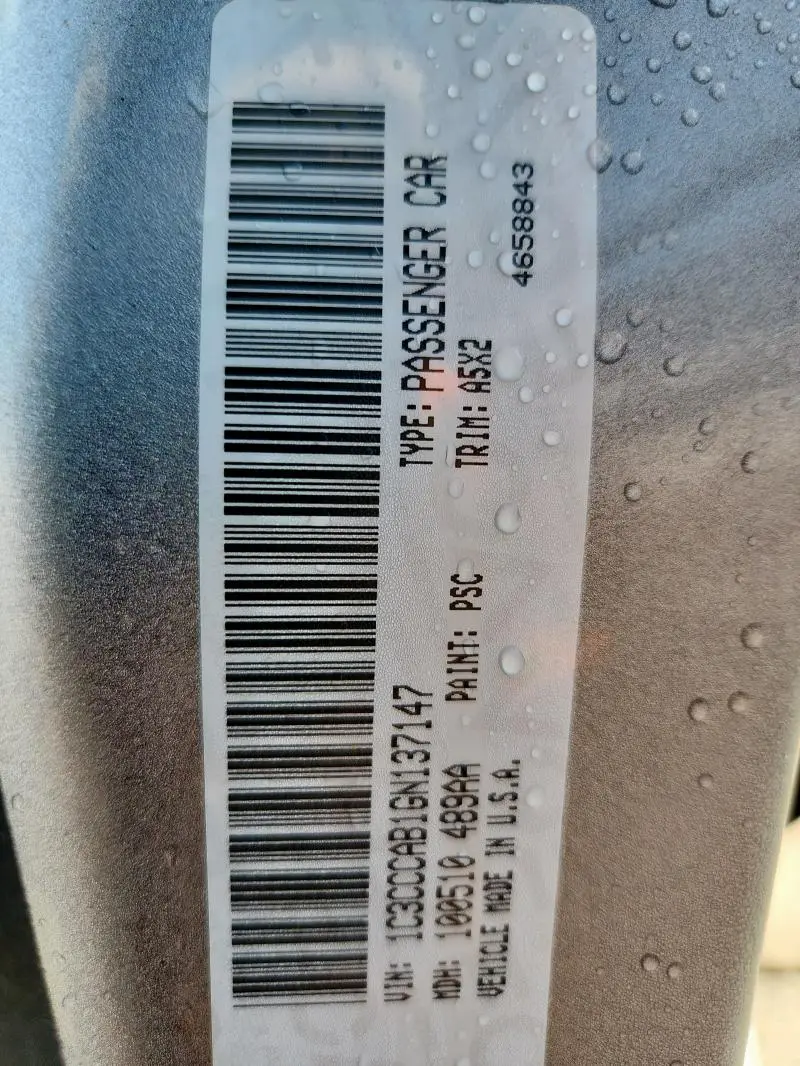 VIN: 1C3CCCAB1GN137147 TYPE: PASSENGER CAR
MDH: 100510 489AA PAINT: PSC TRIM: A5X2
VEHICLE MADE IN U.S.A. 4658843